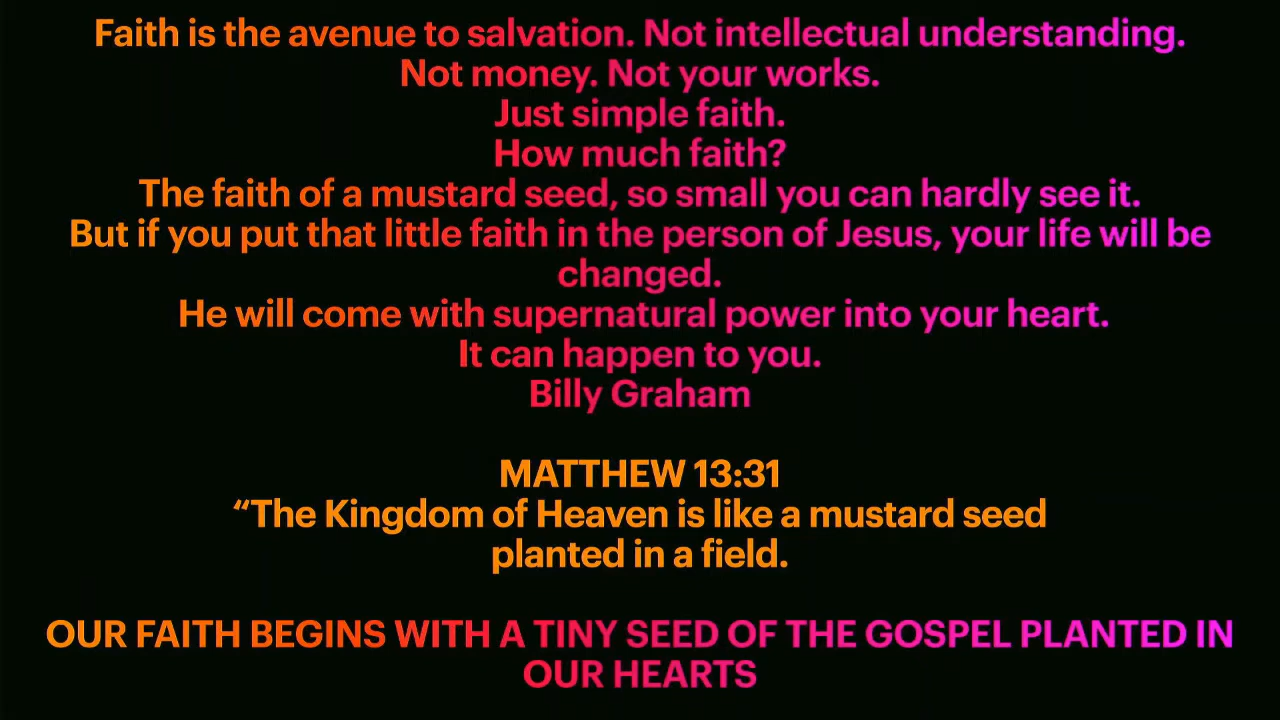 Faith is the avenue to salvation. Not intellectual understanding.
Not money. Not your works.
Just simple faith.
How much faith?
The faith of a mustard seed, so small you can hardly see it.
But if you put that little faith in the person of Jesus, your life will be
changed.
He will come with supernatural power into your heart.
It can happen to you.
Billy Graham
MATTHEW 13:31
“The Kingdom of Heaven is like a mustard seed
planted in a field.
OUR FAITH BEGINS WITH A TINY SEED OF THE GOSPEL PLANTED IN
OUR HEARTS